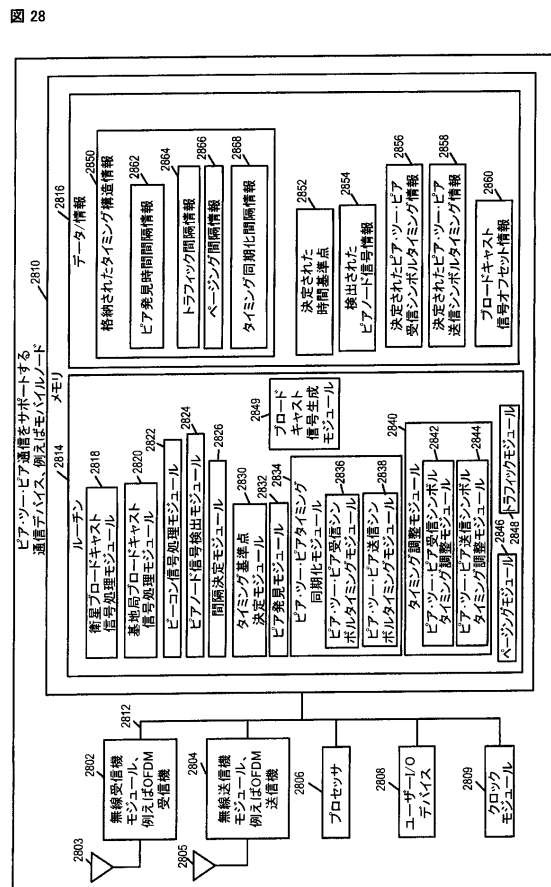 図 28
ピア・ツー・ピア通信をサポートする
通信デバイス、例えばモバイルノード
2810
メモリ
2814
ルーチン
2818
衛星ブロードキャスト
信号処理モジュール
2820
基地局ブロードキャスト
信号処理モジュール
2822
ビーコン信号処理モジュール
2824
ピアノード信号検出モジュール
2826
間隔決定モジュール
2830
タイミング基準点
決定モジュール
2832
ピア発見モジュール
2834
ピア・ツー・ピアタイミング
同期化モジュール
2836
ピア・ツー・ピア受信シン
ボルタイミングモジュール
2838
ピア・ツー・ピア送信シン
ボルタイミングモジュール
2849
ブロード
キャスト
信号生成
モジュール
2840
タイミング調整モジュール
2842
ピア・ツー・ピア受信シンボル
タイミング調整モジュール
2844
ピア・ツー・ピア送信シンボル
タイミング調整モジュール
2846
ページングモジュール
2848
トラフィックモジュール
2816
データ/情報
2850
格納されたタイミング構造情報
2862
ピア発見時間間隔情報
2864
トラフィック間隔情報
2866
ページング間隔情報
2868
タイミング同期化間隔情報
2852
決定された
時間基準点
2854
検出された
ピアノード信号情報
2856
決定されたピア・ツー・ピア
受信シンボルタイミング情報
2858
決定されたピア・ツー・ピア
送信シンボルタイミング情報
2860
ブロードキャスト
信号オフセット情報
2812
2802
2803
無線受信機
モジュール、
例えばOFDM
受信機
2804
2805
無線送信機
モジュール、
例えばOFDM
送信機
2806
プロセッサ
2808
ユーザーI/O
デバイス
2809
クロック
モジュール